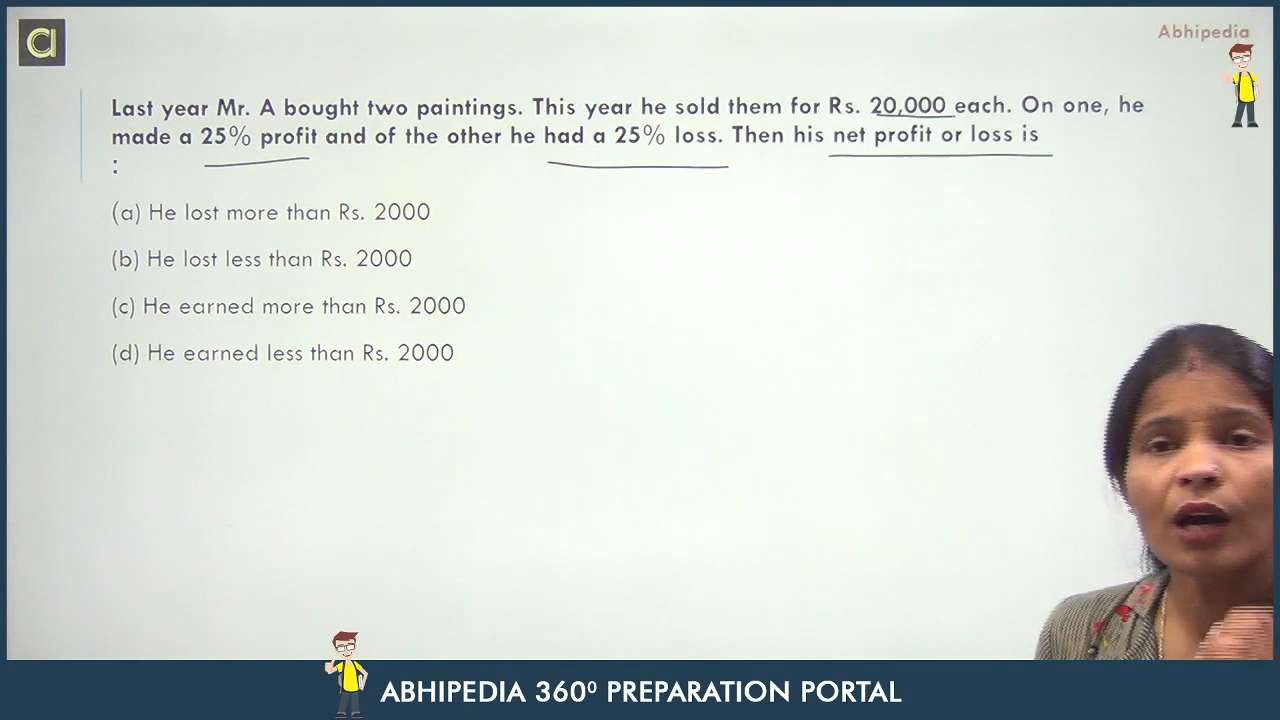 Abhipedia
Last year Mr. A bought two paintings. This year he sold them for Rs. 20,000 each. On one, he
made a 25% profit and of the other he had a 25% loss. Then his net profit or loss is
:
(a) He lost more than Rs. 2000
(b) He lost less than Rs. 2000
(c) He earned more than Rs. 2000
(d) He earned less than Rs. 2000
ABHIPEDIA 360⁰ PREPARATION PORTAL